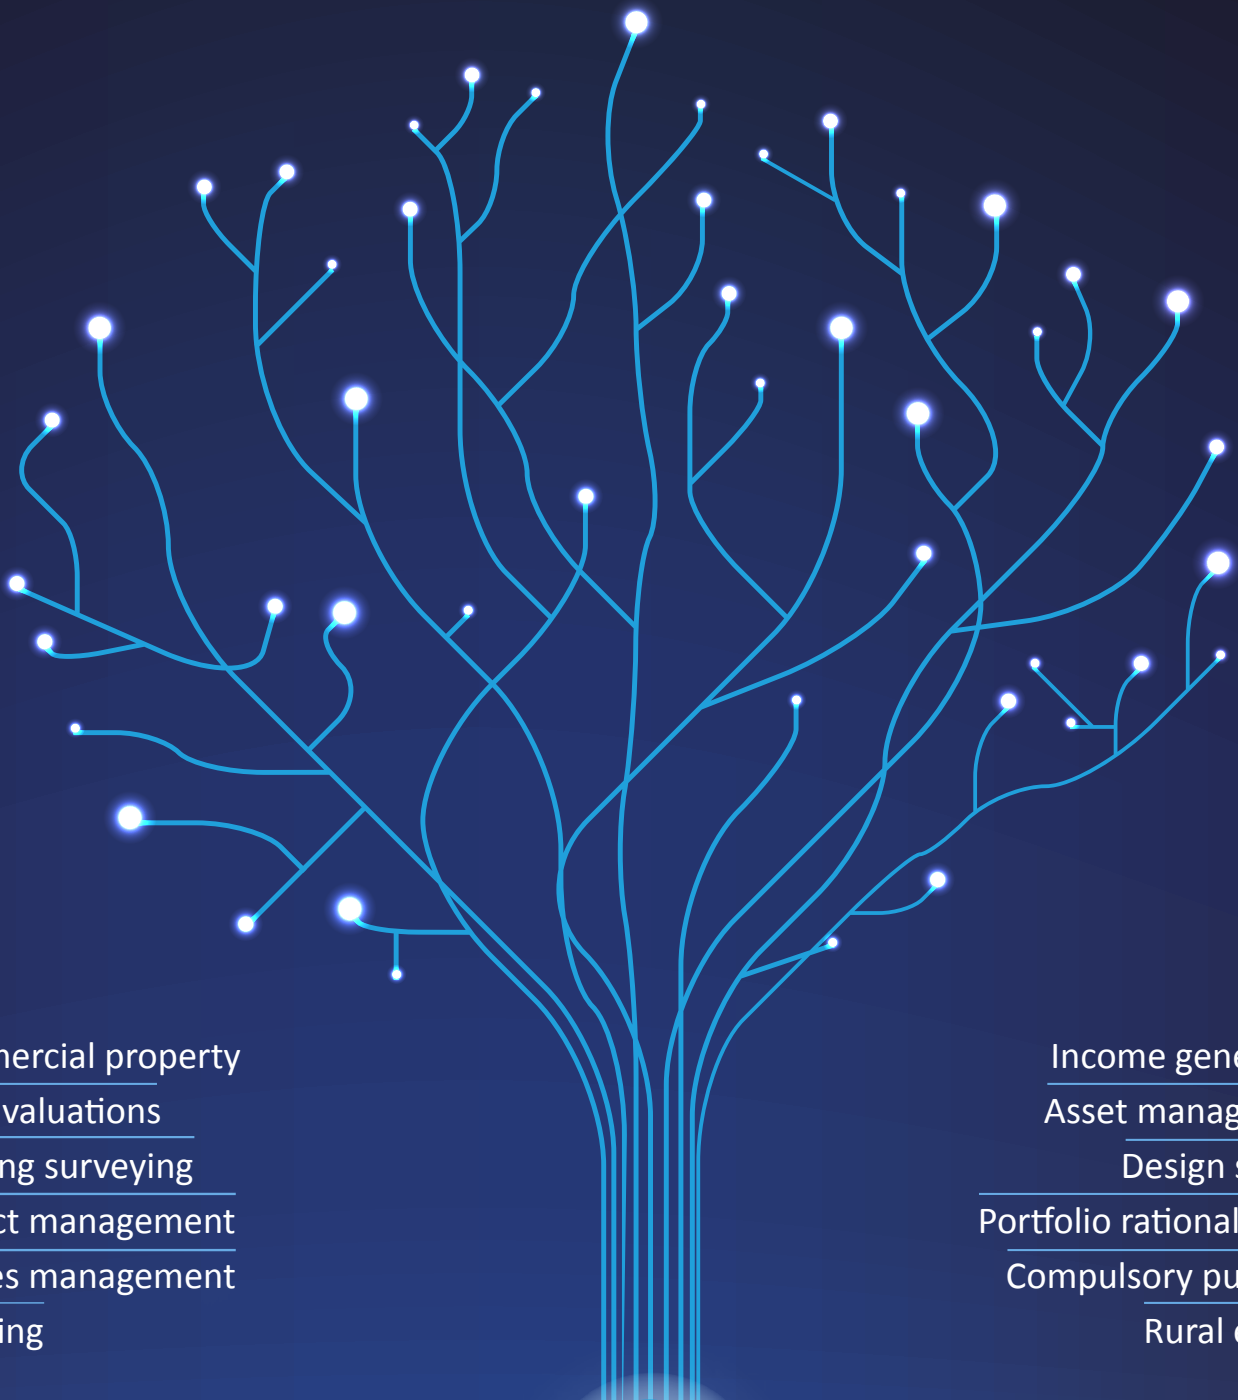 mercial property
valuations
ng surveying
ct management
es management
ing
Income gene
Asset manag
Design s
Portfolio rational
Compulsory pu
Rural